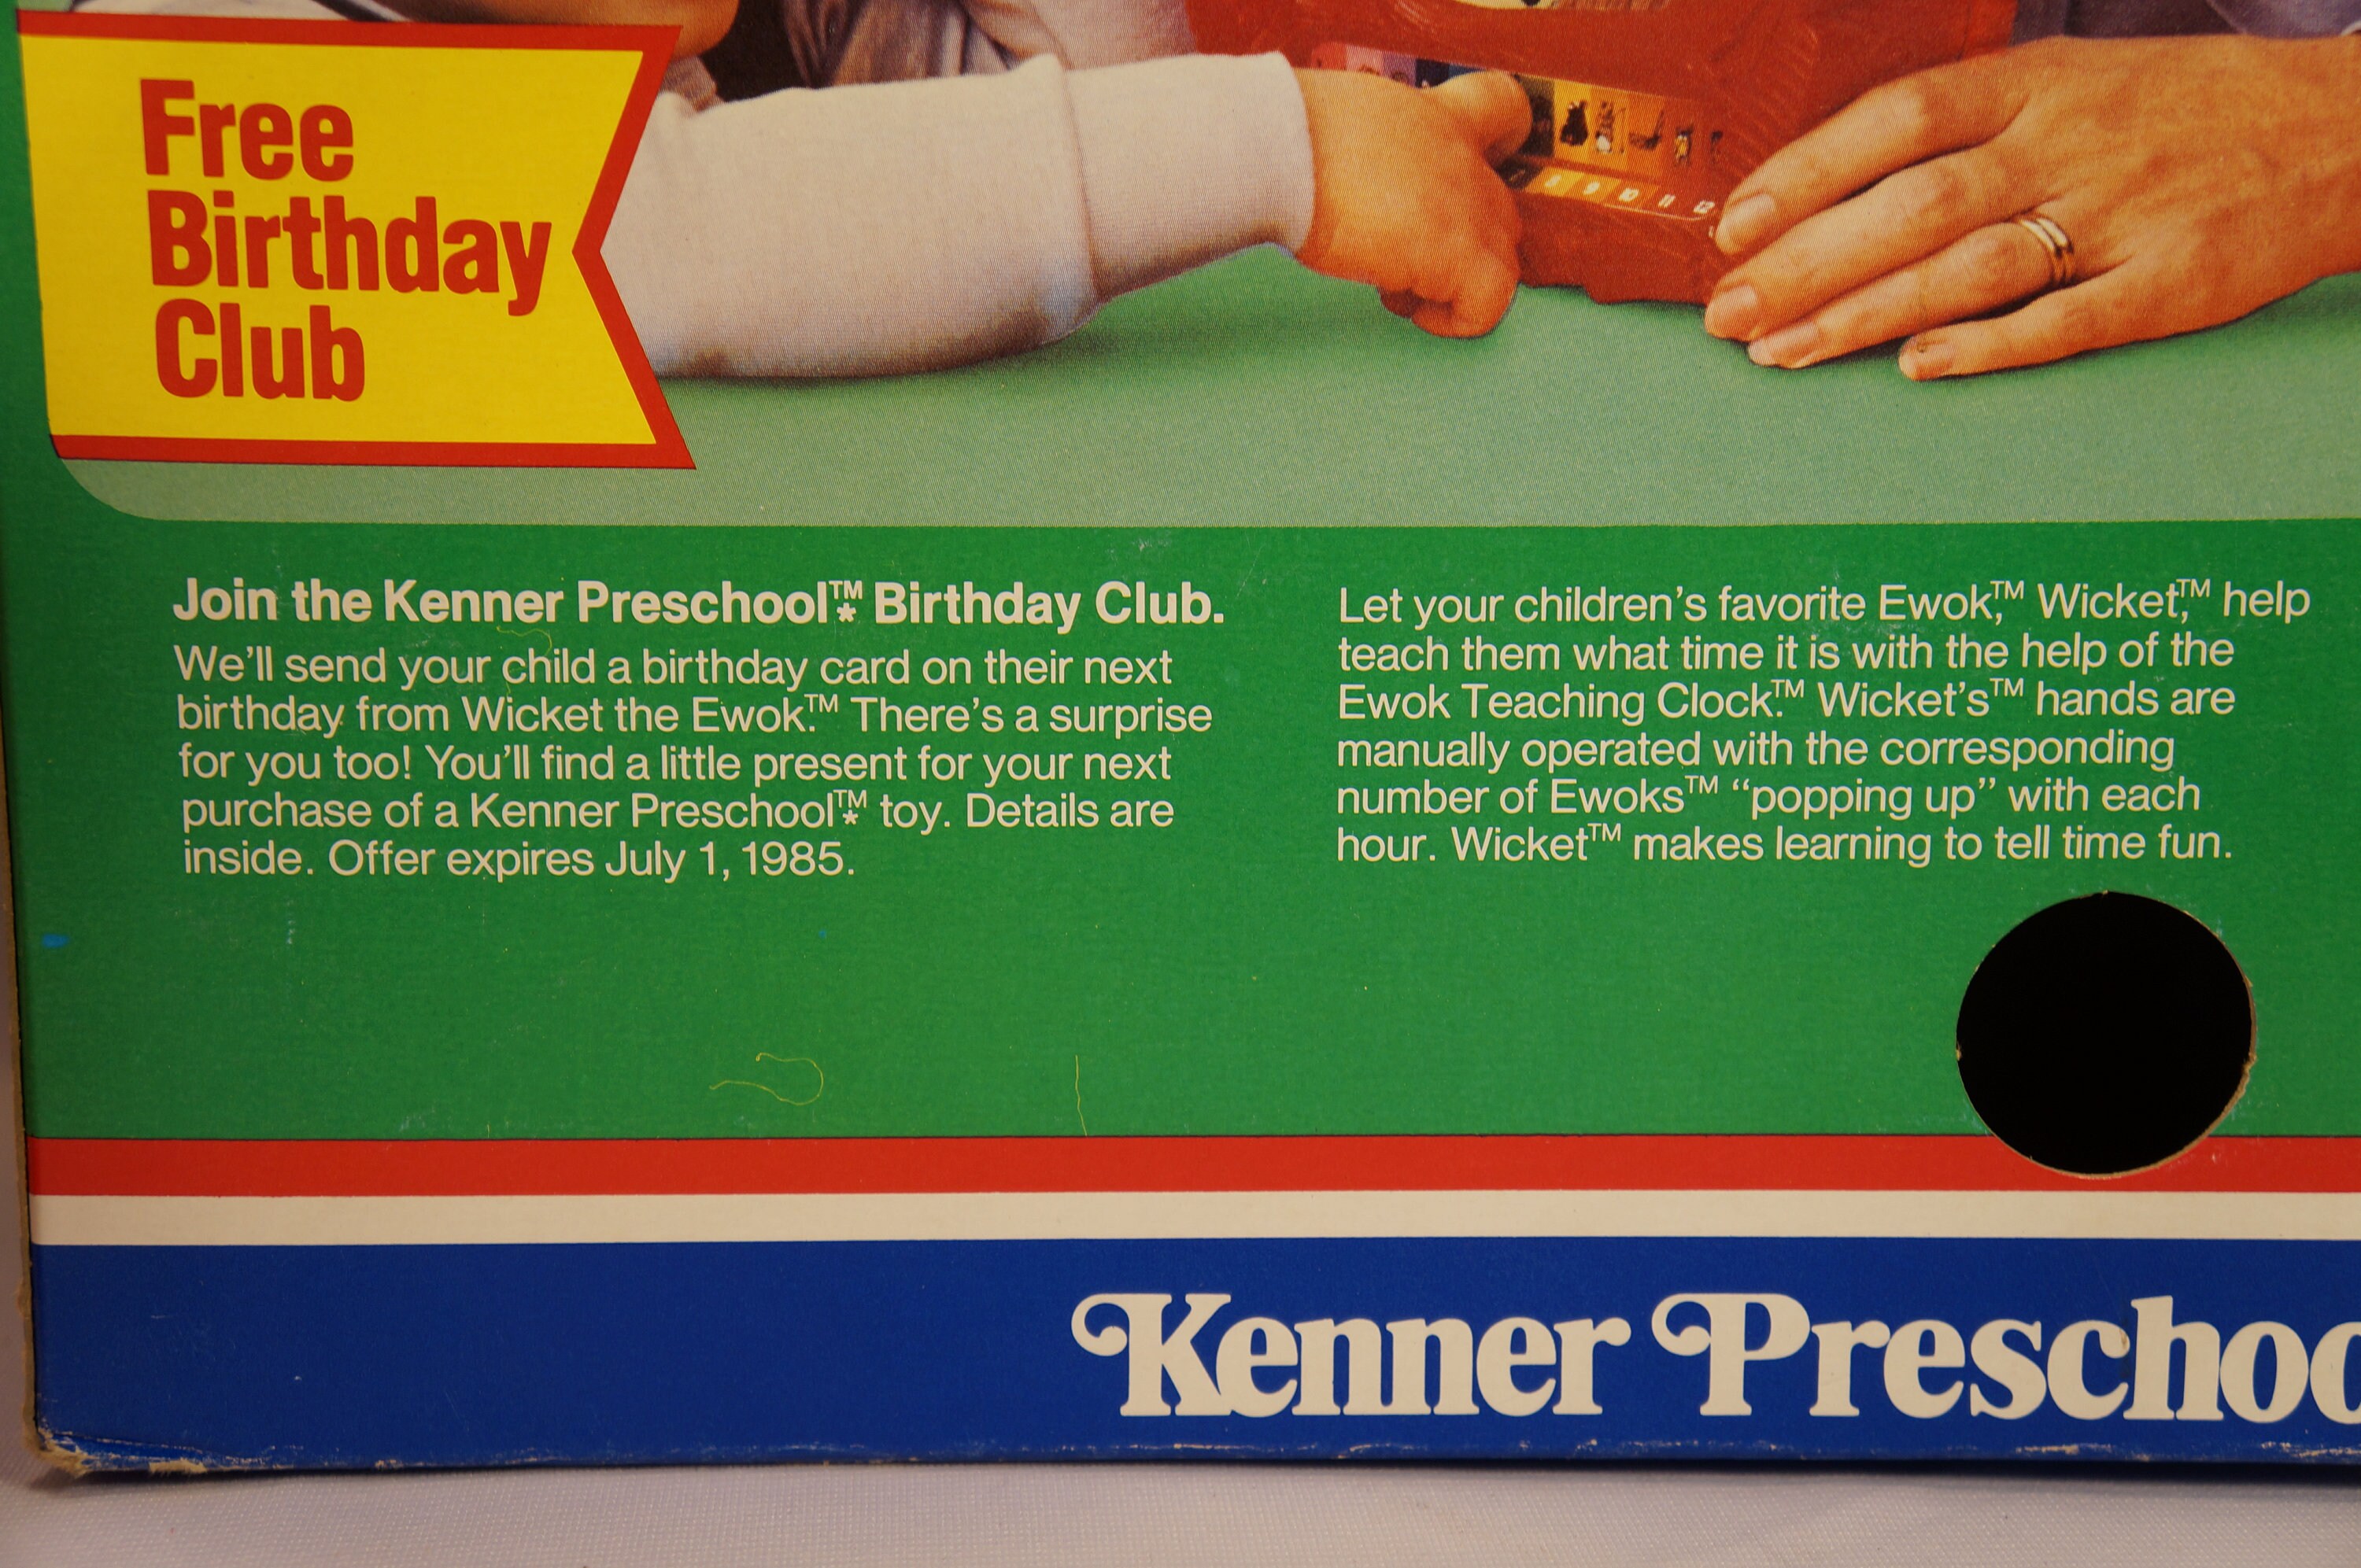 Free
Birthday
Club
8 9 10 11 12
Join the Kenner Preschool™* Birthday Club.
We'll send your child a birthday card on their next
birthday from Wicket the Ewok.™ There's a surprise
for you too! You'll find a little present for your next
purchase of a Kenner Preschool™* toy. Details are
inside. Offer expires July 1, 1985.
Let your children's favorite Ewok,™ Wicket,™ help
teach them what time it is with the help of the
Ewok Teaching Clock.™ Wicket's™ hands are
manually operated with the corresponding
number of Ewoks™ “popping up” with each
hour. Wicket™ makes learning to tell time fun.
Kenner Preschoo